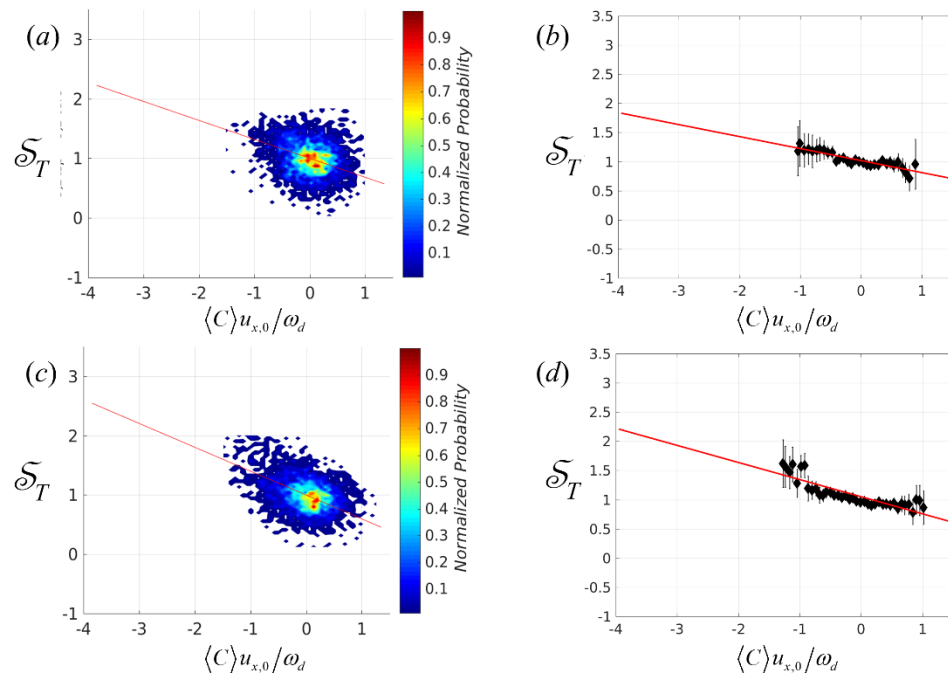 (a)
3
2
1
0
-1
S̃_T
-4 -3 -2 -1 0 1
⟨C⟩u_{x,0}/ω_d
0.9
0.8
0.7
0.6
0.5
0.4
0.3
0.2
0.1
Normalized Probability
(b)
3.5
3
2.5
2
1.5
1
0.5
0
-0.5
-1
S̃_T
-4 -3 -2 -1 0 1
⟨C⟩u_{x,0}/ω_d
(c)
3
2
1
0
-1
S̃_T
-4 -3 -2 -1 0 1
⟨C⟩u_{x,0}/ω_d
0.9
0.8
0.7
0.6
0.5
0.4
0.3
0.2
0.1
Normalized Probability
(d)
3.5
3
2.5
2
1.5
1
0.5
0
-0.5
-1
S̃_T
-4 -3 -2 -1 0 1
⟨C⟩u_{x,0}/ω_d